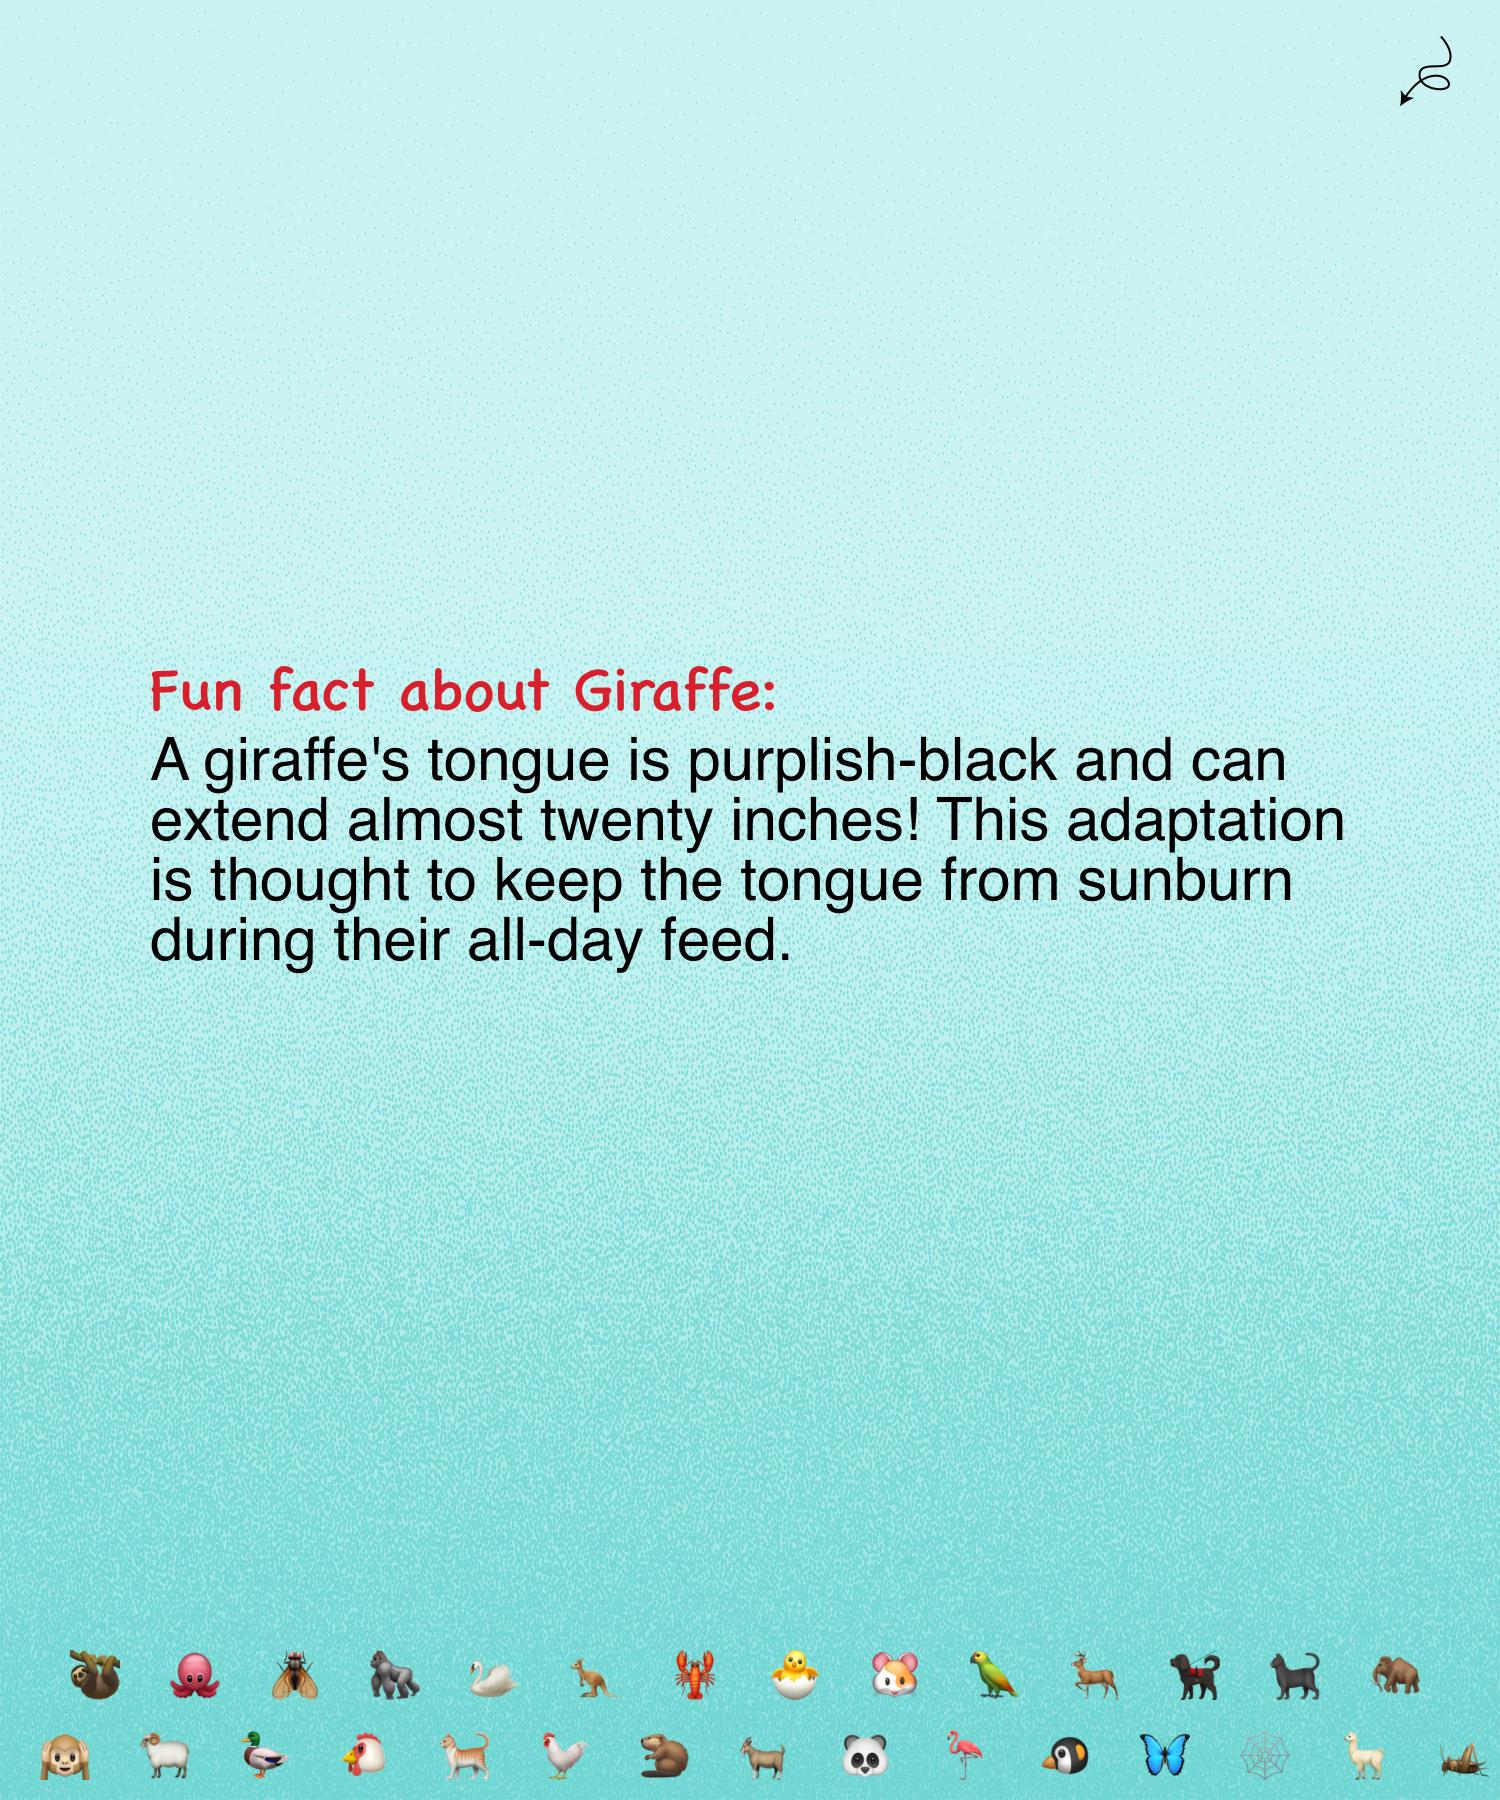 Fun fact about Giraffe:
A giraffe's tongue is purplish-black and can
extend almost twenty inches! This adaptation
is thought to keep the tongue from sunburn
during their all-day feed.